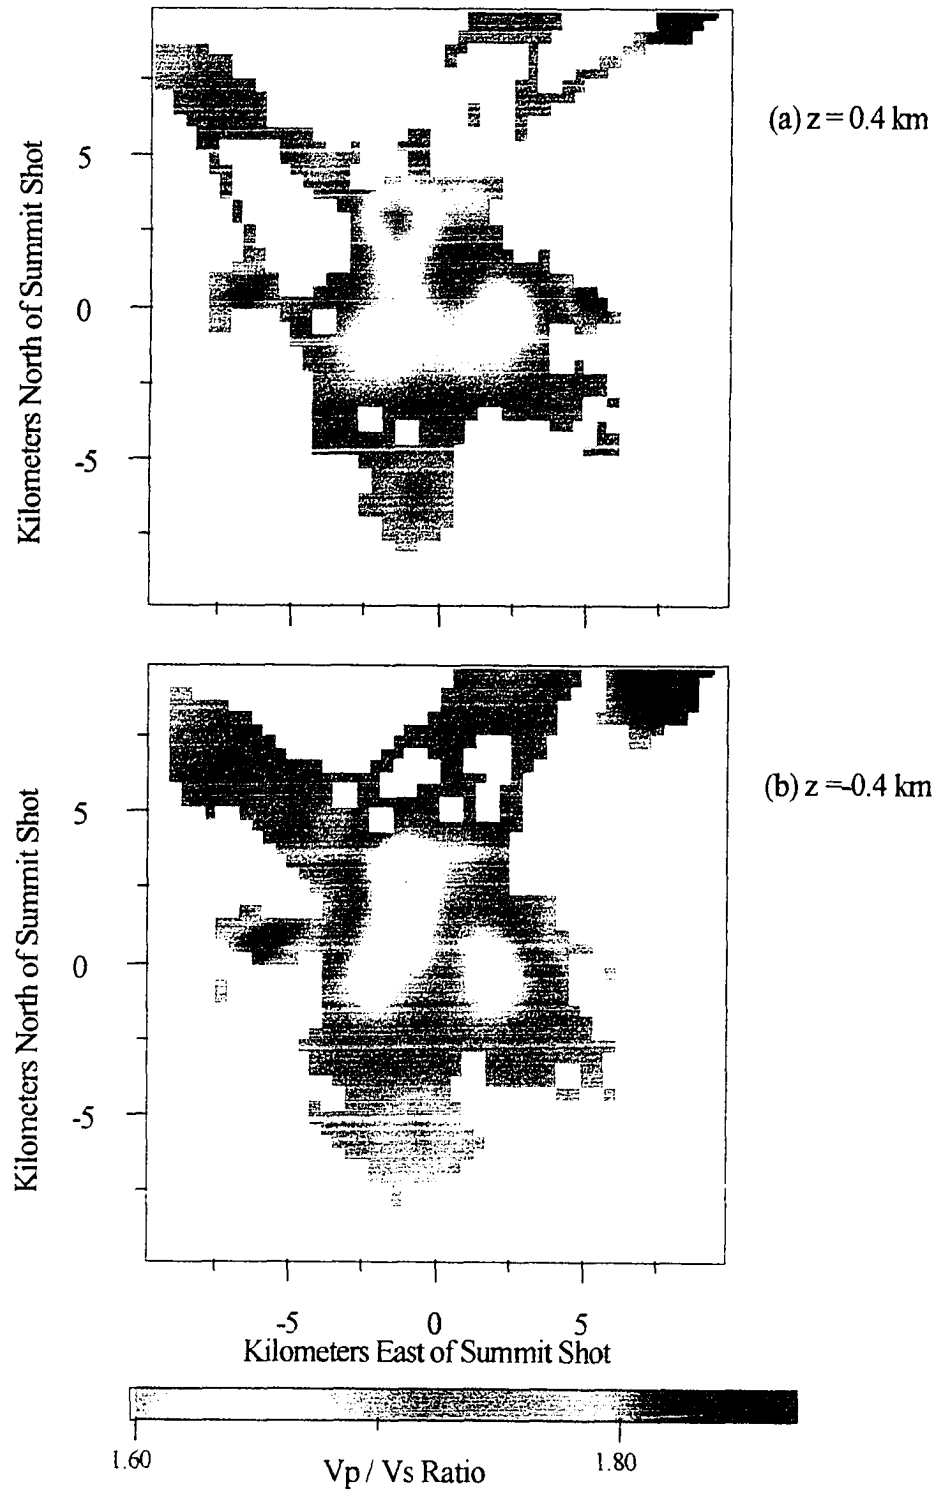 (a) z = 0.4 km
5
0
-5
Kilometers North of Summit Shot
(b) z =-0.4 km
5
0
-5
Kilometers North of Summit Shot
-5 0 5
Kilometers East of Summit Shot
1.60 1.80
Vp / Vs Ratio